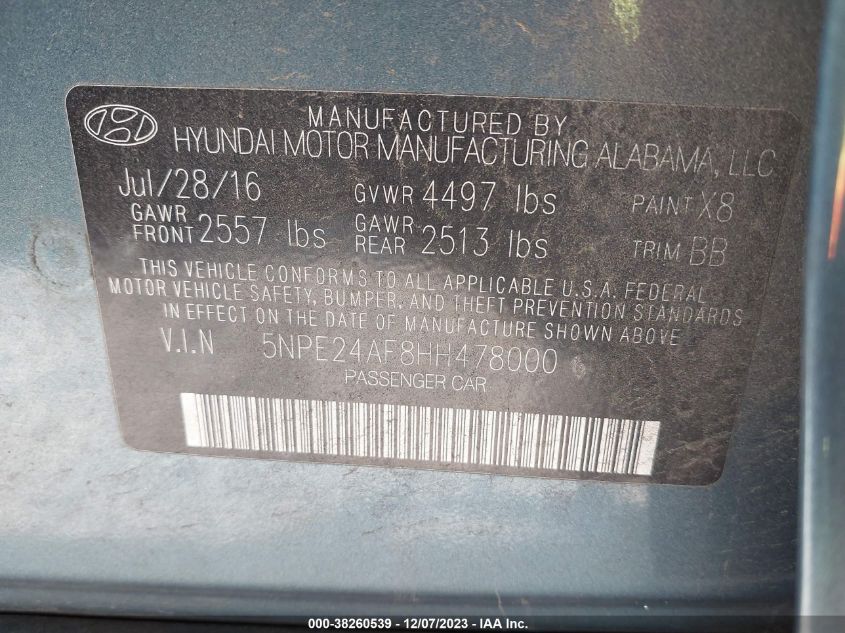 MANUFACTURED BY
HYUNDAI MOTOR MANUFACTURING ALABAMA, LLC
Jul/28/16 GVWR 4497 lbs PAINT X8
GAWR FRONT 2557 lbs GAWR REAR 2513 lbs TRIM BB
THIS VEHICLE CONFORMS TO ALL APPLICABLE U.S.A. FEDERAL
MOTOR VEHICLE SAFETY, BUMPER, AND THEFT PREVENTION STANDARDS
IN EFFECT ON THE DATE OF MANUFACTURE SHOWN ABOVE
V.I.N 5NPE24AF8HH478000
PASSENGER CAR
000-38260539 - 12/07/2023 - IAA Inc.